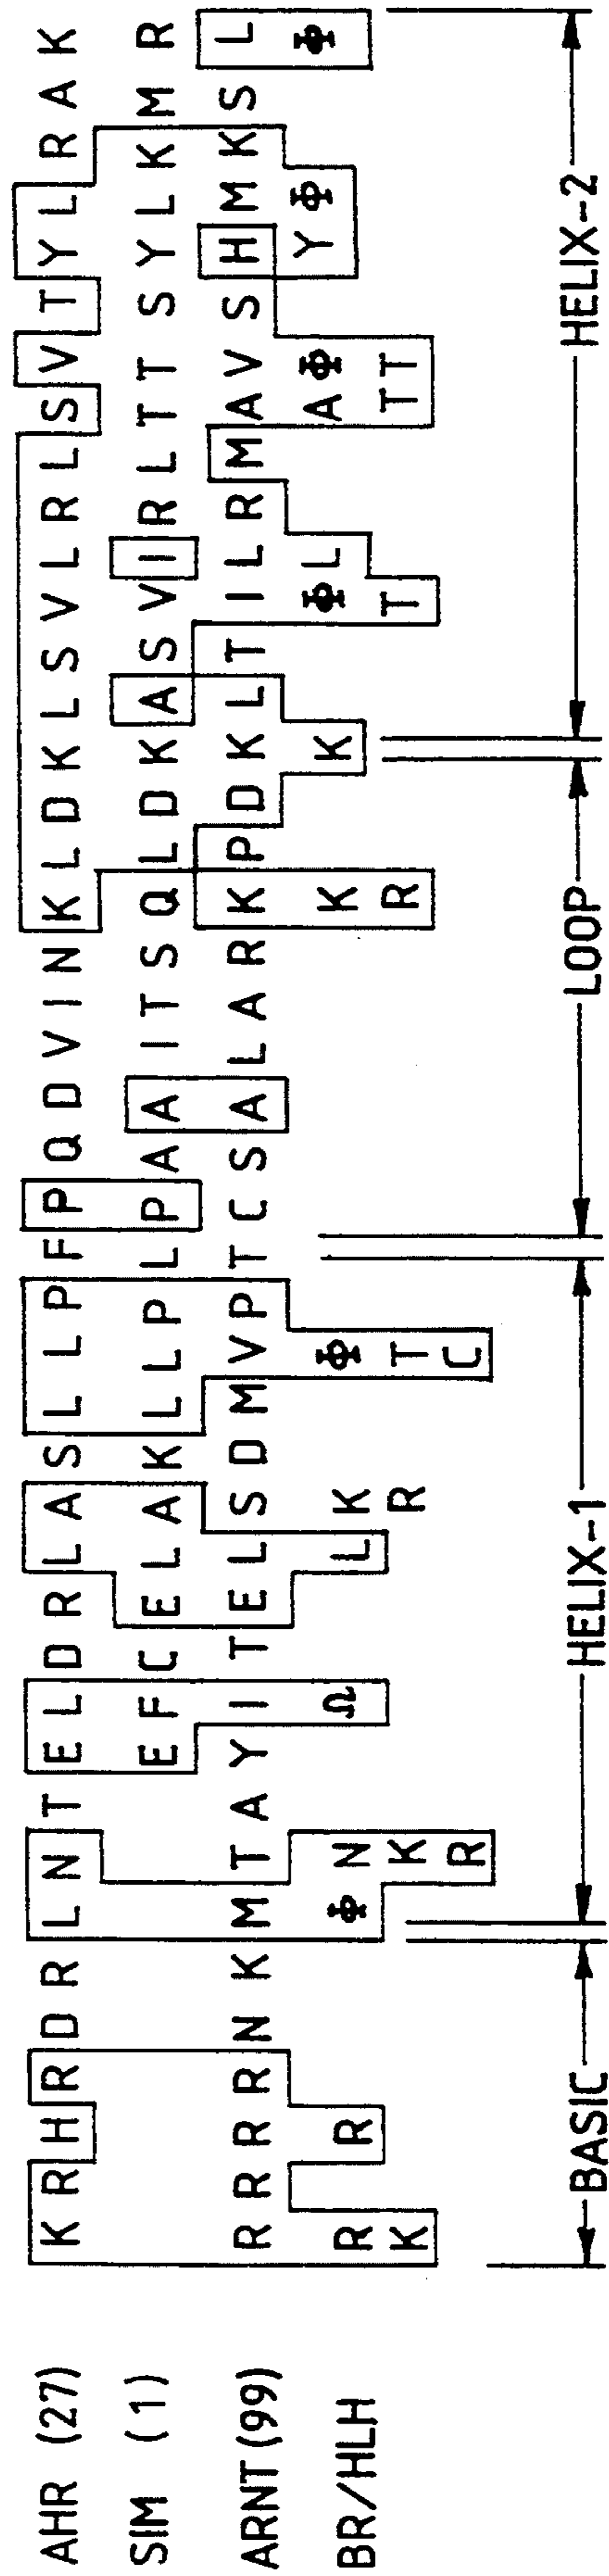 AHR (27) K R H R D R L N T E L D R L A S L L P F P Q D V I N K L D K L S V L R L S V T Y L R A K
SIM (1) E F C E L A K L L P L P A A I T S Q L D K A S V I R L T T S Y L K M R
ARNT (99) R R R R N K M T A Y I T E L S D M V P T C S A L A R K P D K L T I L R M A V S H M K S L
BR/HLH R R Φ N Ω L K Φ K K Φ L A Φ Y Φ Φ
K K R T R T T T
R C
BASIC HELIX-1 LOOP HELIX-2